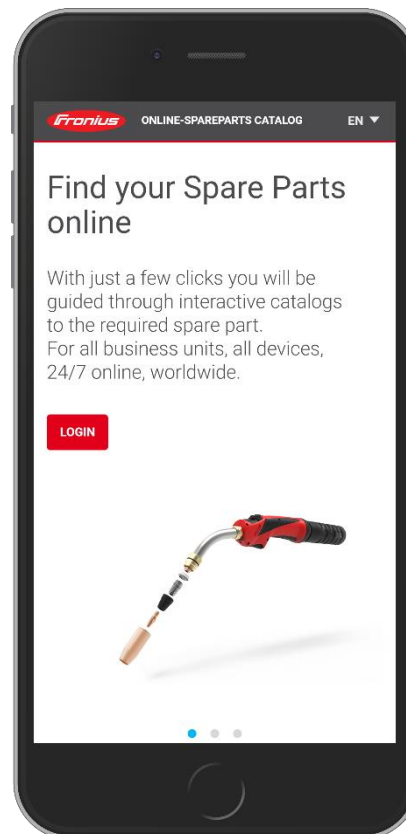 Fronius ONLINE-SPAREPARTS CATALOG EN
Find your Spare Parts
online
With just a few clicks you will be
guided through interactive catalogs
to the required spare part.
For all business units, all devices,
24/7 online, worldwide.
LOGIN